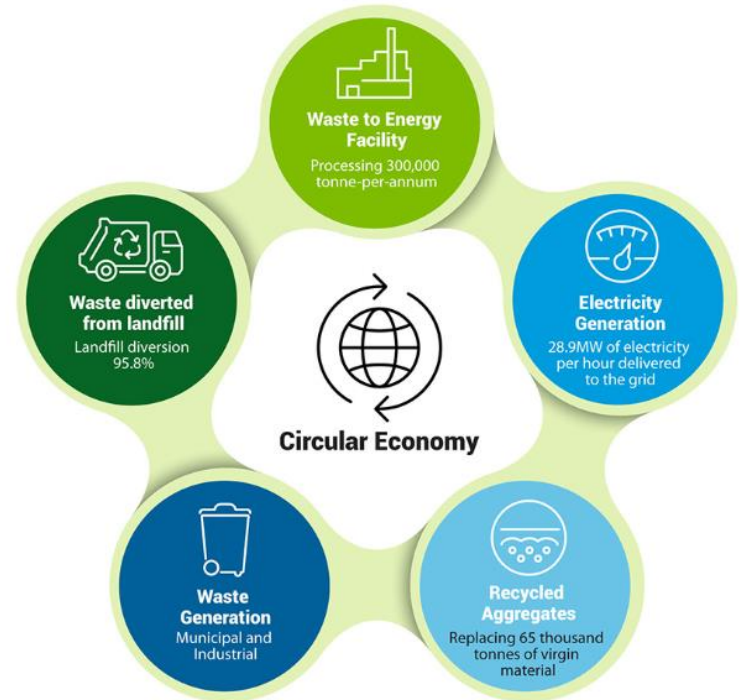 Waste to Energy
Facility
Processing 300,000
tonne-per-annum
Waste diverted
from landfill
Landfill diversion
95.8%
Electricity
Generation
28.9MW of electricity
per hour delivered
to the grid
Circular Economy
Waste
Generation
Municipal and
Industrial
Recycled
Aggregates
Replacing 65 thousand
tonnes of virgin
material